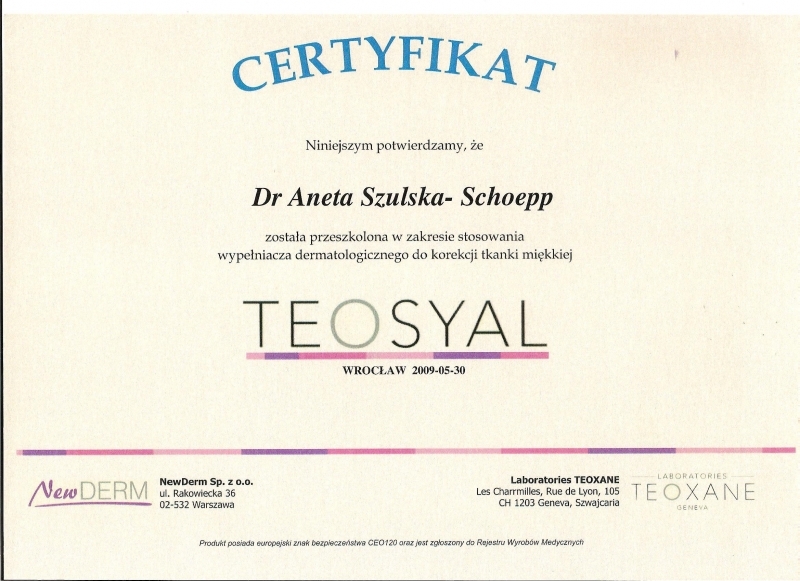 CERTYFIKAT
Niniejszym potwierdzamy, że
Dr Aneta Szulska- Schoepp
została przeszkolona w zakresie stosowania
wypełniacza dermatologicznego do korekcji tkanki miękkiej
TEOSYAL
WROCŁAW 2009-05-30
NewDERM
NewDerm Sp. z o.o.
ul. Rakowiecka 36
02-532 Warszawa
Laboratories TEOXANE
Les Charrmilles, Rue de Lyon, 105
CH 1203 Geneva, Szwajcaria
LABORATORIES
TEOXANE
GENEVA
Produkt posiada europejski znak bezpieczeństwa CEO120 oraz jest zgłoszony do Rejestru Wyrobów Medycznych